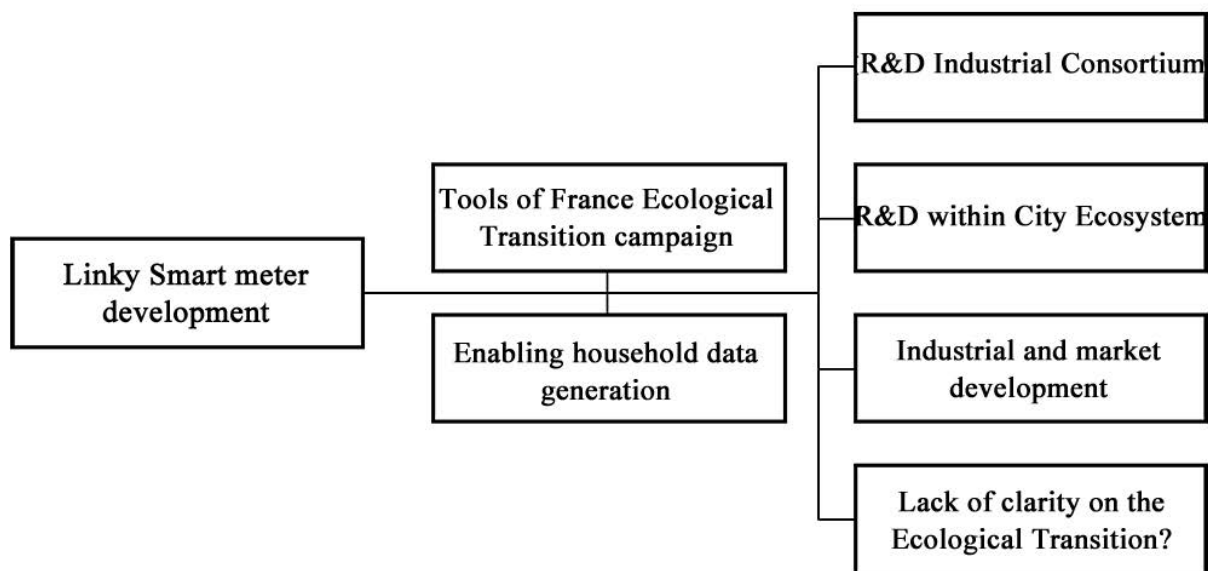 Linky Smart meter
development
Tools of France Ecological
Transition campaign
Enabling household data
generation
R&D Industrial Consortium
R&D within City Ecosystem
Industrial and market
development
Lack of clarity on the
Ecological Transition?